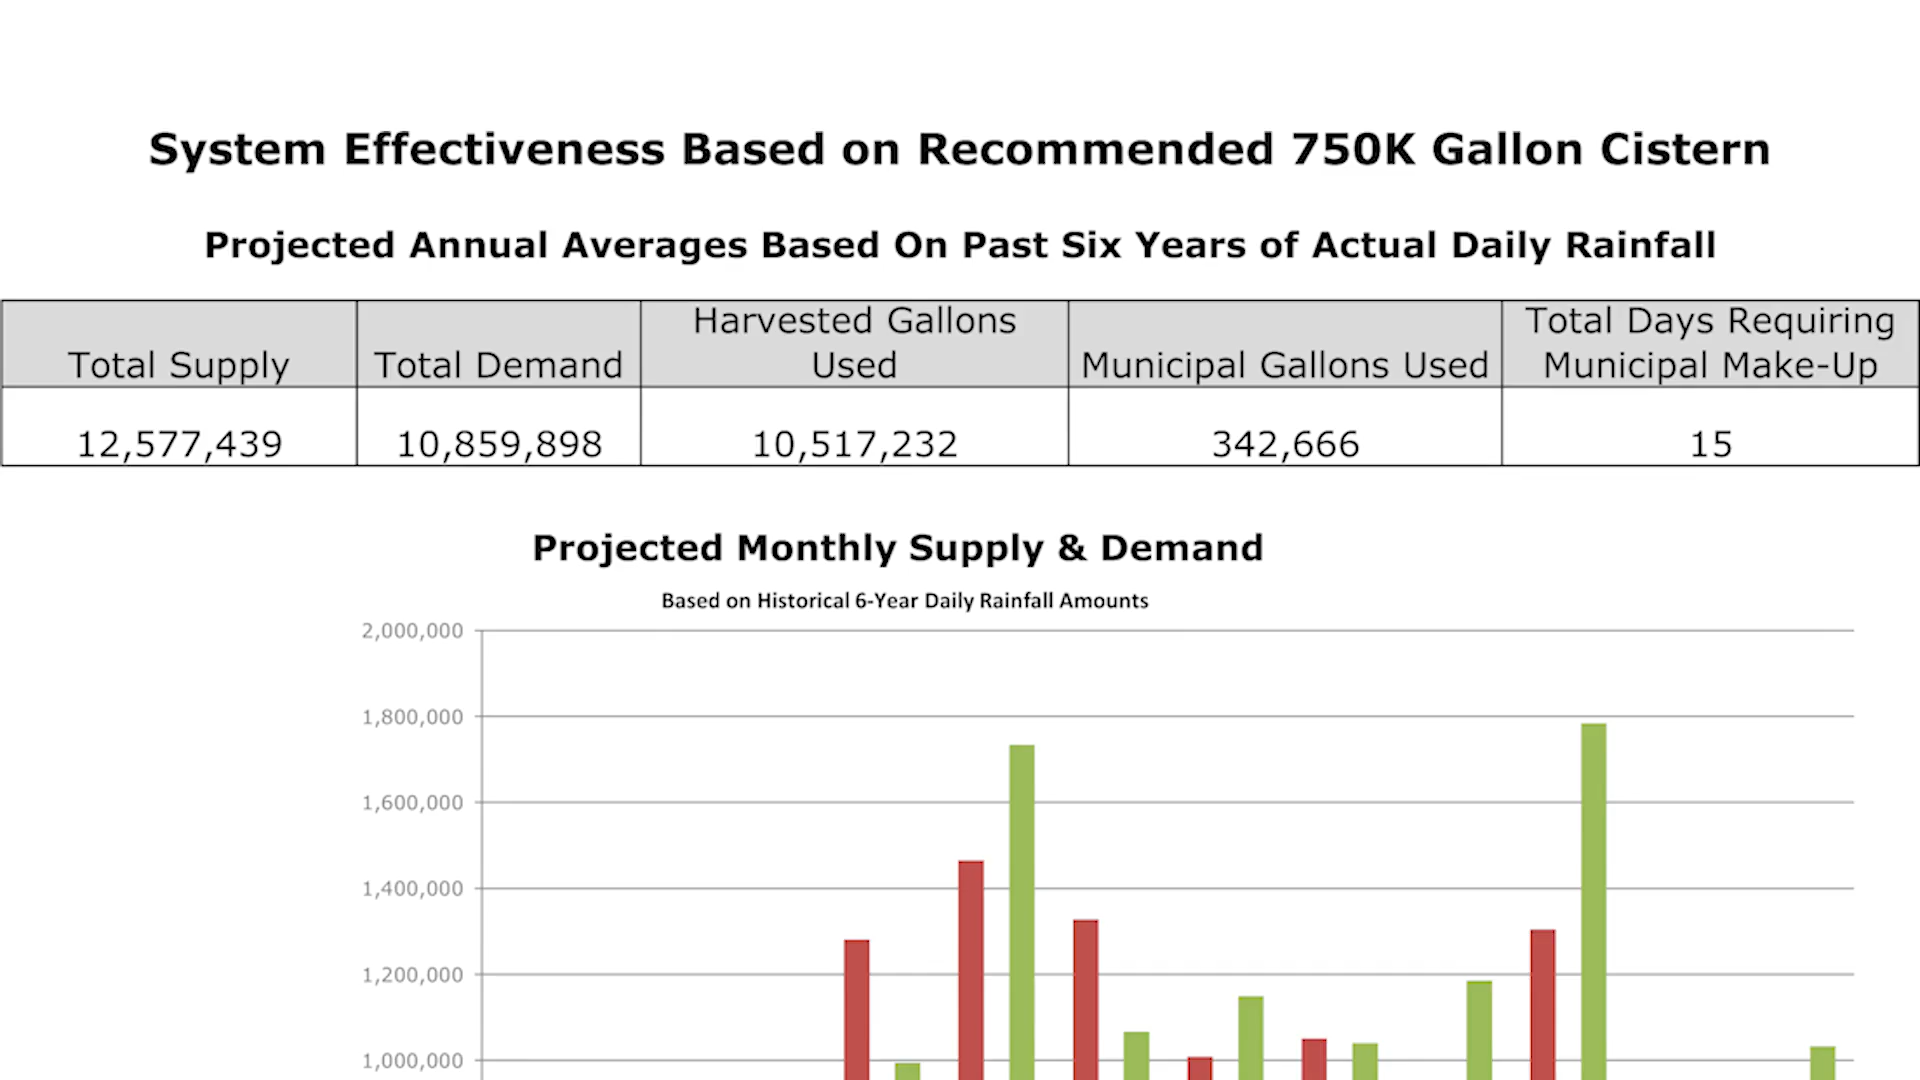 System Effectiveness Based on Recommended 750K Gallon Cistern
Projected Annual Averages Based On Past Six Years of Actual Daily Rainfall
Total Supply
Total Demand
Harvested Gallons
Used
Municipal Gallons Used
Total Days Requiring
Municipal Make-Up
12,577,439
10,859,898
10,517,232
342,666
15
Projected Monthly Supply & Demand
Based on Historical 6-Year Daily Rainfall Amounts
2,000,000
1,800,000
1,600,000
1,400,000
1,200,000
1,000,000